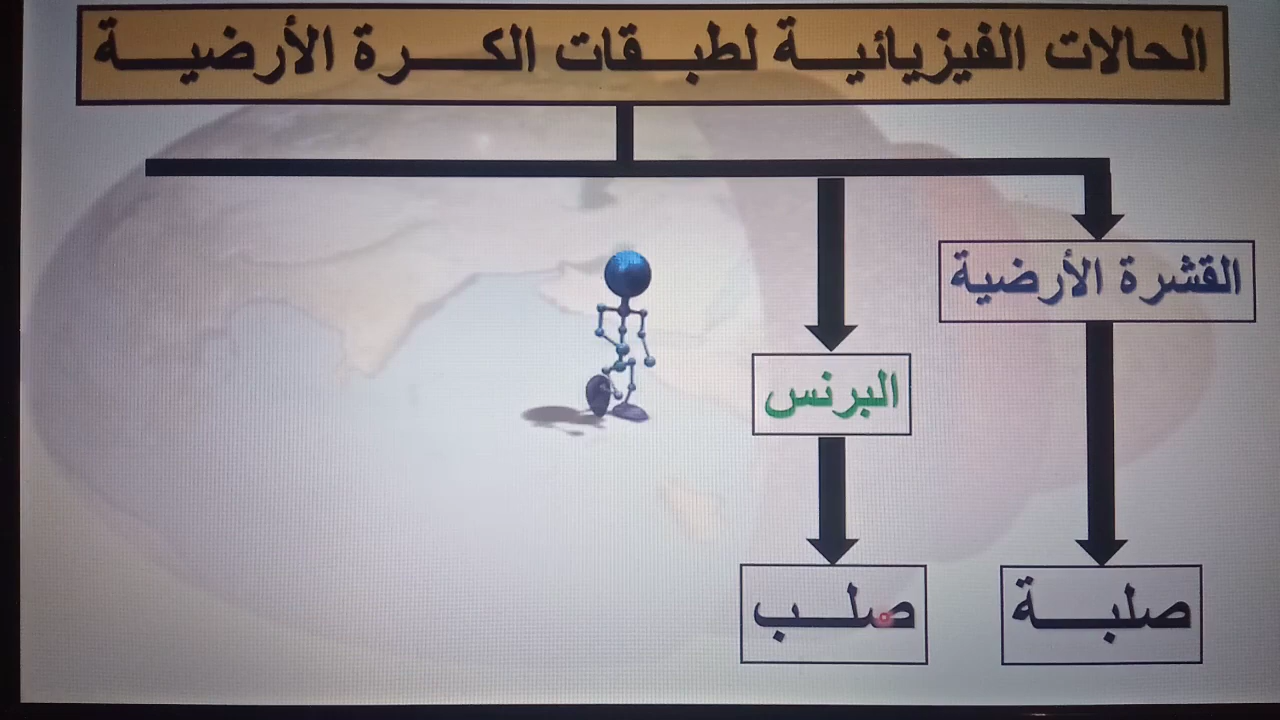 الحالات الفيزيائية لطبقات الكرة الأرضية
القشرة الأرضية
البرنس
صلبة
صلب